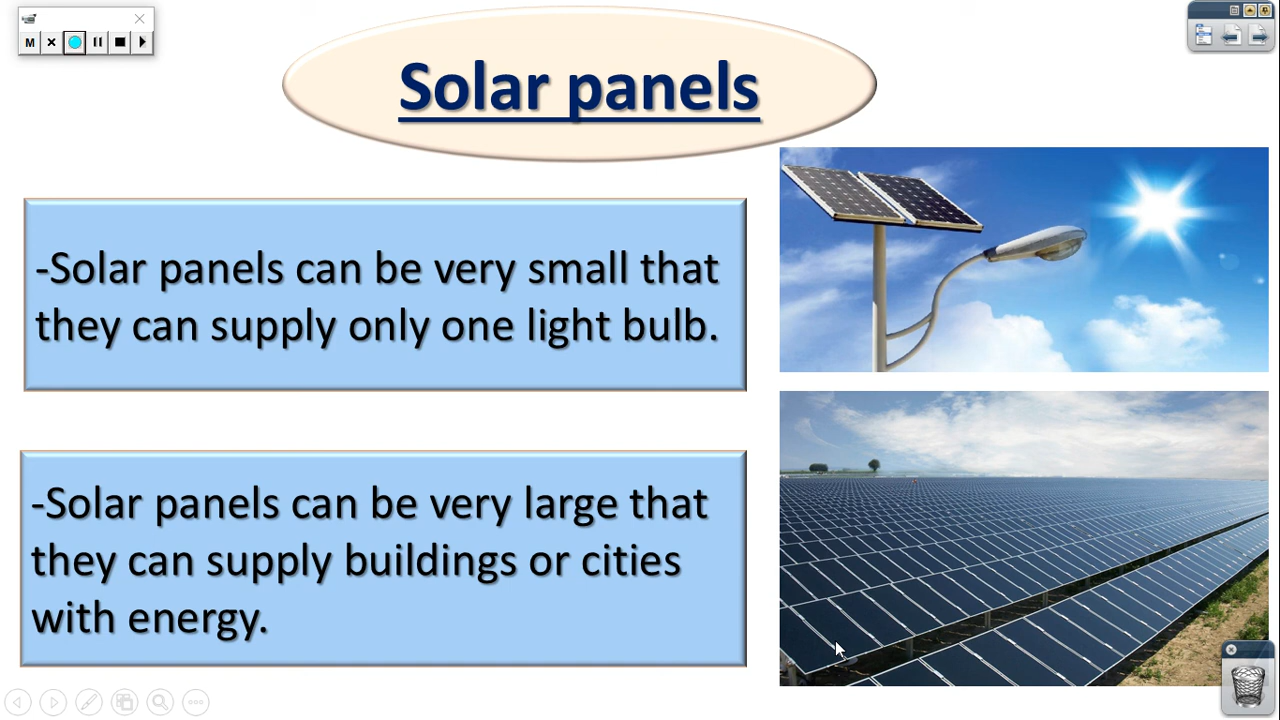 M
Solar panels
-Solar panels can be very small that
they can supply only one light bulb.
-Solar panels can be very large that
they can supply buildings or cities
with energy.